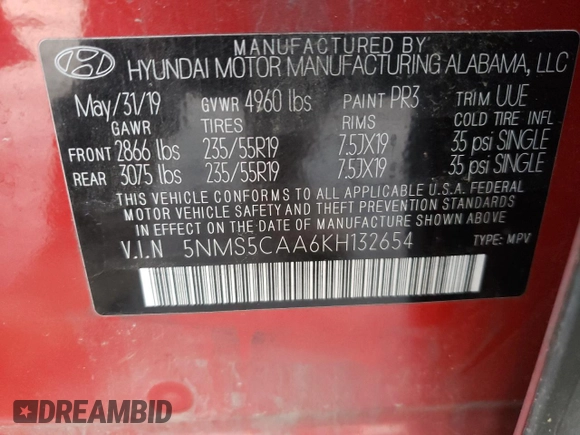 MANUFACTURED BY
HYUNDAI MOTOR MANUFACTURING ALABAMA, LLC
May/31/19 GVWR 4960 lbs PAINT PR3 TRIM UUE
GAWR TIRES RIMS COLD TIRE INFL.
FRONT 2866 lbs 235/55R19 7.5JX19 35 psi SINGLE
REAR 3075 lbs 235/55R19 7.5JX19 35 psi SINGLE
THIS VEHICLE CONFORMS TO ALL APPLICABLE U.S.A. FEDERAL
MOTOR VEHICLE SAFETY AND THEFT PREVENTION STANDARDS
IN EFFECT ON THE DATE OF MANUFACTURE SHOWN ABOVE.
V.I.N 5NMS5CAA6KH132654 TYPE: MPV
DREAMBID